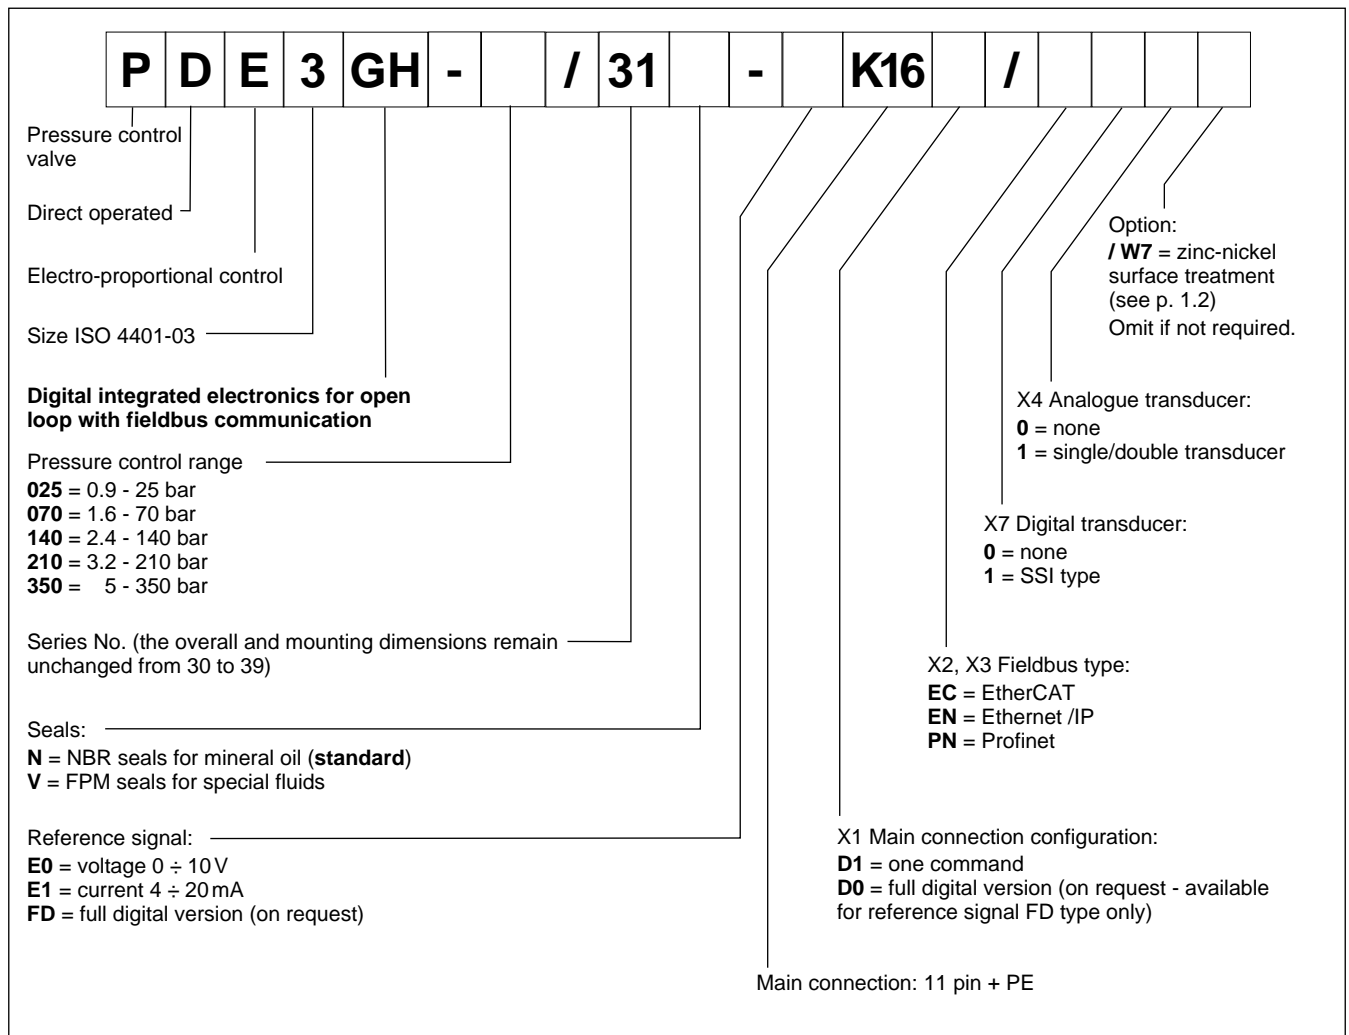 P D E 3 GH - / 31 - K16 /
Pressure control
valve
Direct operated
Electro-proportional control
Size ISO 4401-03
Digital integrated electronics for open
loop with fieldbus communication
Pressure control range
025 = 0.9 - 25 bar
070 = 1.6 - 70 bar
140 = 2.4 - 140 bar
210 = 3.2 - 210 bar
350 = 5 - 350 bar
Series No. (the overall and mounting dimensions remain
unchanged from 30 to 39)
Seals:
N = NBR seals for mineral oil (standard)
V = FPM seals for special fluids
Reference signal:
E0 = voltage 0 ÷ 10 V
E1 = current 4 ÷ 20 mA
FD = full digital version (on request)
Main connection: 11 pin + PE
X1 Main connection configuration:
D1 = one command
D0 = full digital version (on request - available
for reference signal FD type only)
X2, X3 Fieldbus type:
EC = EtherCAT
EN = Ethernet /IP
PN = Profinet
X7 Digital transducer:
0 = none
1 = SSI type
X4 Analogue transducer:
0 = none
1 = single/double transducer
Option:
/ W7 = zinc-nickel
surface treatment
(see p. 1.2)
Omit if not required.